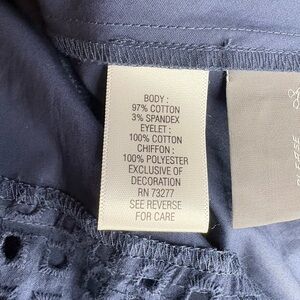 BODY :
97% COTTON
3% SPANDEX
EYELET :
100% COTTON
CHIFFON :
100% POLYESTER
EXCLUSIVE OF
DECORATION
RN 73277
SEE REVERSE
FOR CARE